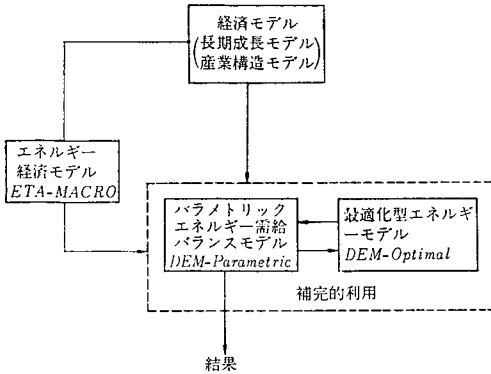 経済モデル
(長期成長モデル
産業構造モデル)
エネルギー
経済モデル
ETA-MACRO
パラメトリック
エネルギー需給
バランスモデル
DEM-Parametric
最適化型エネルギ
ーモデル
DEM-Optimal
補完的利用
結果